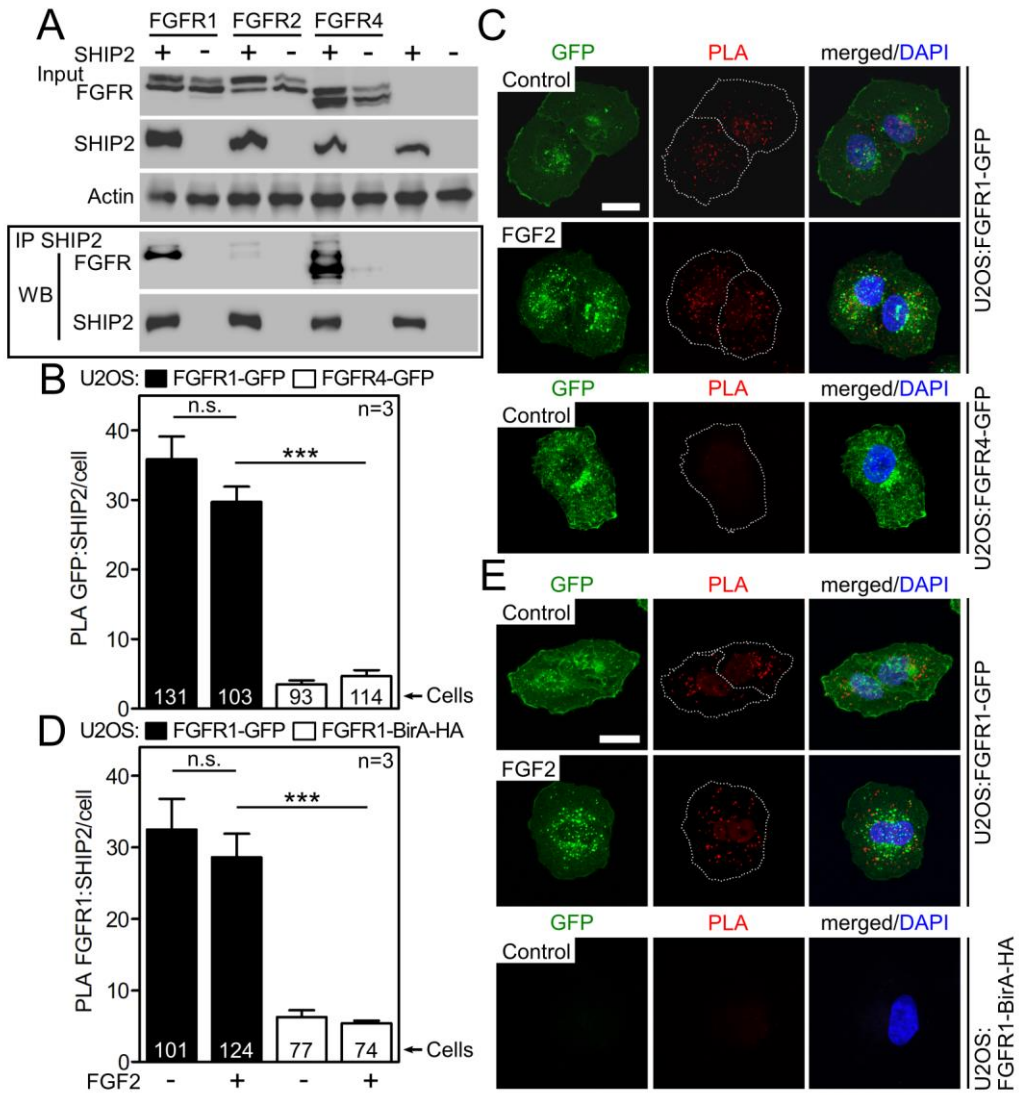 A
FGFR1 FGFR2 FGFR4
SHIP2 + - + - + - + -
Input
FGFR
SHIP2
Actin
IP SHIP2
FGFR
WB
SHIP2
B
U2OS: FGFR1-GFP FGFR4-GFP
n.s. n=3
***
PLA GFP:SHIP2/cell
40
30
20
10
0
131 103 93 114 Cells
D
U2OS: FGFR1-GFP FGFR1-BirA-HA
n.s. n=3
***
PLA FGFR1:SHIP2/cell
40
30
20
10
0
101 124 77 74 Cells
FGF2 - + - +
C
GFP PLA merged/DAPI
Control
FGF2
U2OS:FGFR1-GFP
Control
U2OS:FGFR4-GFP
E
GFP PLA merged/DAPI
Control
FGF2
U2OS:FGFR1-GFP
GFP PLA merged/DAPI
Control
U2OS:
FGFR1-BirA-HA